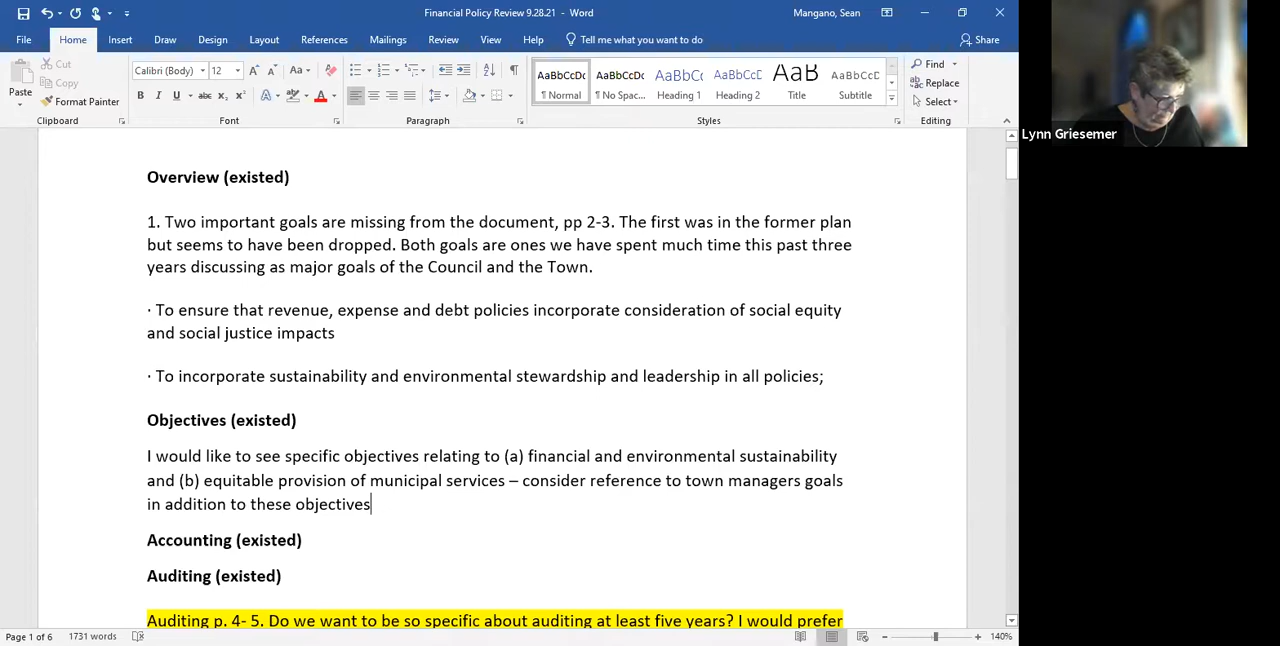 Financial Policy Review 9.28.21 - Word
Mangano, Sean
File Home Insert Draw Design Layout References Mailings Review View Help Tell me what you want to do Share
Paste
Cut
Copy
Format Painter
Clipboard
Calibri (Body) 12
Font
Paragraph
AaBbCcDc AaBbCcDc AaBbC AaBbCcE AaB AaBbCcD
¶ Normal ¶ No Spac... Heading 1 Heading 2 Title Subtitle
Styles
Find
Replace
Select
Editing
Lynn Griesemer
Overview (existed)
1. Two important goals are missing from the document, pp 2-3. The first was in the former plan
but seems to have been dropped. Both goals are ones we have spent much time this past three
years discussing as major goals of the Council and the Town.
· To ensure that revenue, expense and debt policies incorporate consideration of social equity
and social justice impacts
· To incorporate sustainability and environmental stewardship and leadership in all policies;
Objectives (existed)
I would like to see specific objectives relating to (a) financial and environmental sustainability
and (b) equitable provision of municipal services – consider reference to town managers goals
in addition to these objectives
Accounting (existed)
Auditing (existed)
Auditing p. 4- 5. Do we want to be so specific about auditing at least five years? I would prefer
Page 1 of 6 1731 words 140%